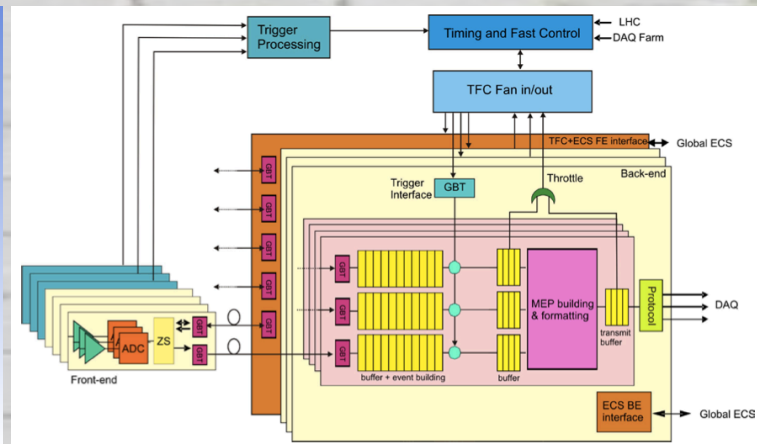 Trigger
Processing
Timing and Fast Control
LHC
DAQ Farm
TFC Fan in/out
TFC+ECS FE interface
Global ECS
Back-end
GBT
GBT
GBT
GBT
GBT
Trigger
Interface
GBT
Throttle
GBT
GBT
GBT
MEP building
& formatting
Protocol
DAQ
transmit
buffer
buffer + event building
buffer
ADC
ZS
GBT
GBT
Front-end
ECS BE
interface
Global ECS